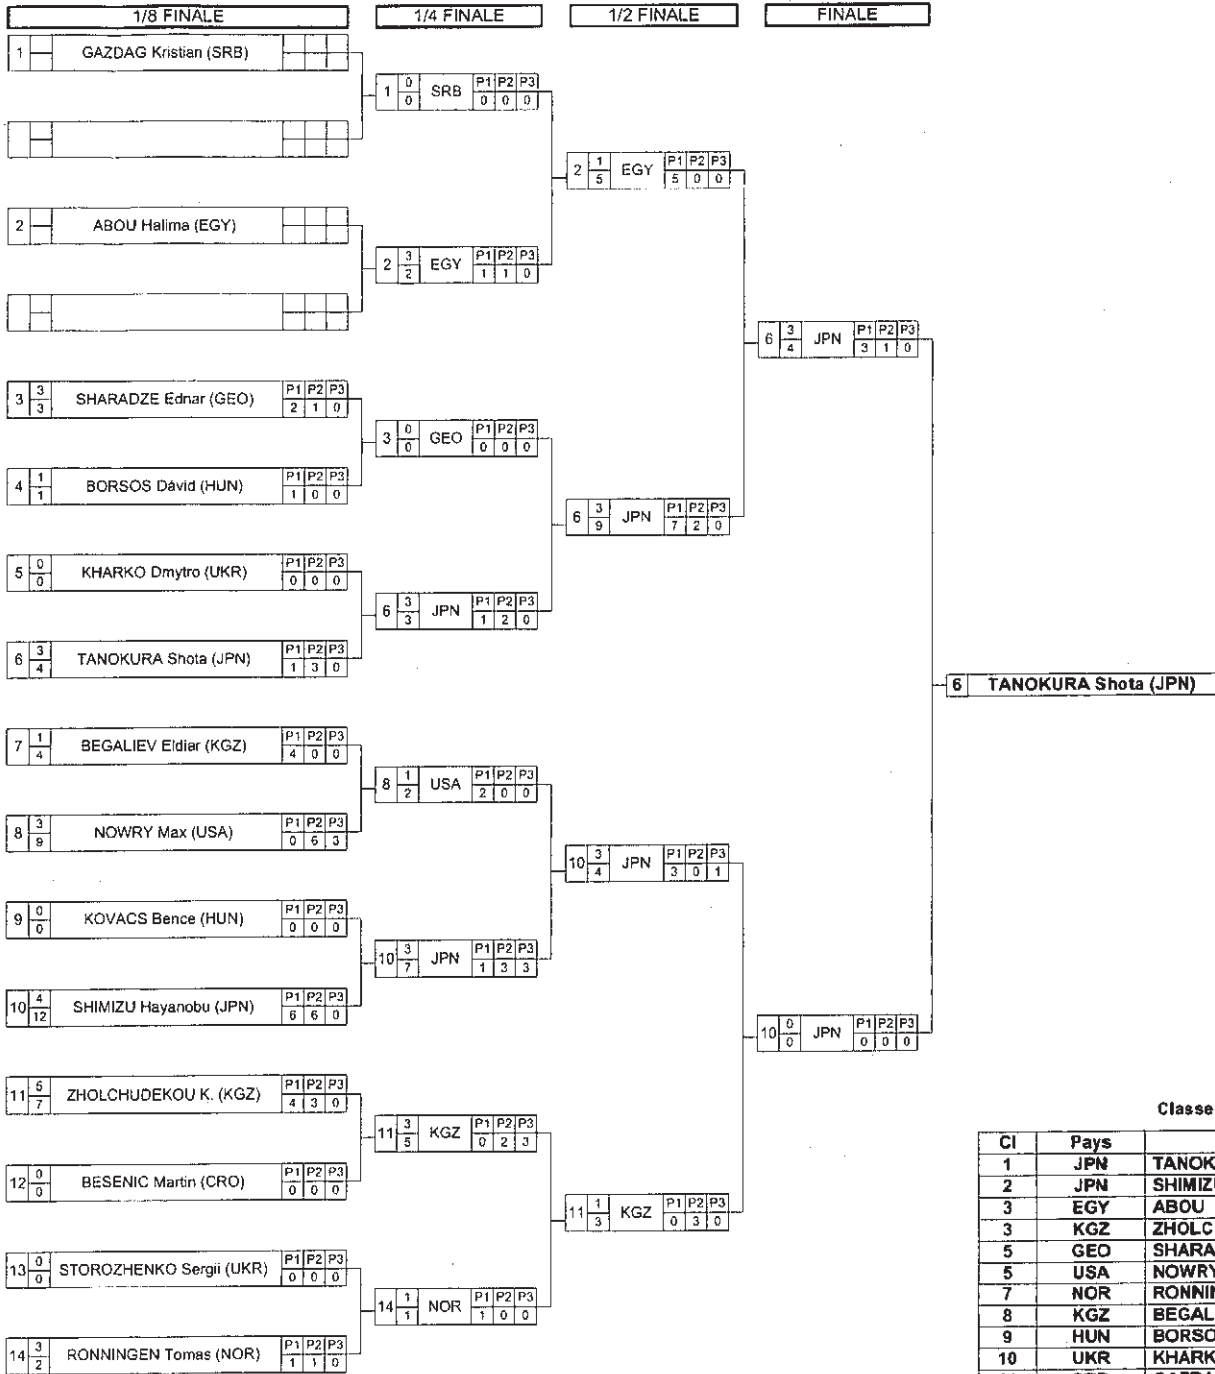 1/8 FINALE 1/4 FINALE 1/2 FINALE FINALE
1 GAZDAG Kristian (SRB)
1 0 0 SRB P1 P2 P3 0 0 0
2 1 5 EGY P1 P2 P3 5 0 0
2 ABOU Halima (EGY)
2 3 2 EGY P1 P2 P3 1 1 0
6 3 4 JPN P1 P2 P3 3 1 0
3 3 3 SHARADZE Ednar (GEO) P1 P2 P3 2 1 0
3 0 0 GEO P1 P2 P3 0 0 0
4 1 1 BORSOS Dávid (HUN) P1 P2 P3 1 0 0
6 3 9 JPN P1 P2 P3 7 2 0
5 0 0 KHARKO Dmytro (UKR) P1 P2 P3 0 0 0
6 3 3 JPN P1 P2 P3 1 2 0
6 3 4 TANOKURA Shota (JPN) P1 P2 P3 1 3 0
6 TANOKURA Shota (JPN)
7 1 4 BEGALIEV Eldiar (KGZ) P1 P2 P3 4 0 0
8 1 2 USA P1 P2 P3 2 0 0
8 3 9 NOWRY Max (USA) P1 P2 P3 0 6 3
10 3 4 JPN P1 P2 P3 3 0 1
9 0 0 KOVACS Bence (HUN) P1 P2 P3 0 0 0
10 3 7 JPN P1 P2 P3 1 3 3
10 4 12 SHIMIZU Hayanobu (JPN) P1 P2 P3 6 6 0
10 0 0 JPN P1 P2 P3 0 0 0
11 5 7 ZHOLCHUDEKOU K. (KGZ) P1 P2 P3 4 3 0
11 3 5 KGZ P1 P2 P3 0 2 3
12 0 0 BESENIC Martin (CRO) P1 P2 P3 0 0 0
11 1 3 KGZ P1 P2 P3 0 3 0
13 0 0 STOROZHENKO Sergii (UKR) P1 P2 P3 0 0 0
14 1 1 NOR P1 P2 P3 1 0 0
14 3 2 RONNINGEN Tomas (NOR) P1 P2 P3 1 1 0
Classe
Cl Pays
1 JPN TANOK
2 JPN SHIMIZ
3 EGY ABOU
3 KGZ ZHOLC
5 GEO SHARA
5 USA NOWRY
7 NOR RONNI
8 KGZ BEGAL
9 HUN BORSO
10 UKR KHARK